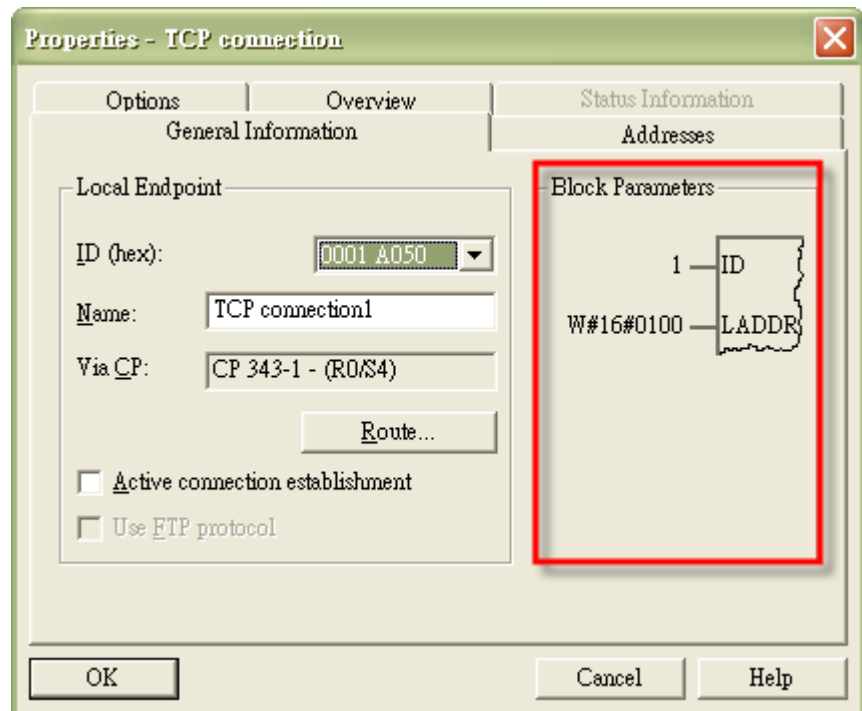 Properties - TCP connection
Options
Overview
Status Information
General Information
Addresses
Local Endpoint
ID (hex):
0001 A050
Name:
TCP connection1
Via CP:
CP 343-1 - (R0/S4)
Route...
Active connection establishment
Use FTP protocol
Block Parameters
1
ID
W#16#0100
LADDR
OK
Cancel
Help